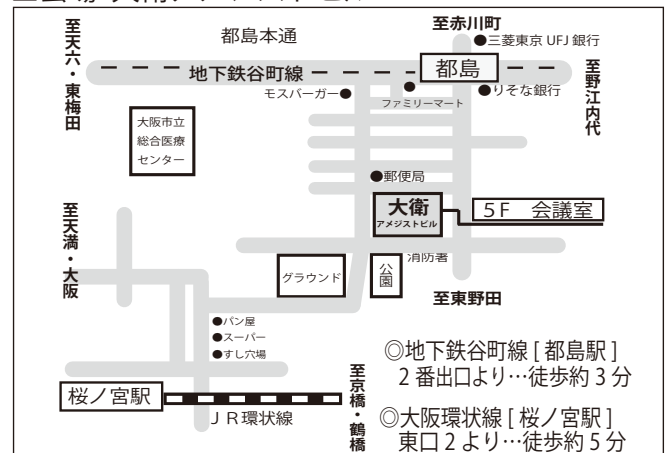 至天六・東梅田
都島本通
至赤川町
●三菱東京 UFJ 銀行
地下鉄谷町線
都島
至野江内代
モスバーガー●
ファミリーマート
●りそな銀行
大阪市立
総合医療
センター
●郵便局
大衛
アメジストビル
5F 会議室
至天満・大阪
グラウンド
公園
消防署
至東野田
●パン屋
●スーパー
●すし穴場
桜ノ宮駅
JR環状線
至京橋・鶴橋
◎地下鉄谷町線 [ 都島駅 ]
2 番出口より…徒歩約 3 分
◎大阪環状線 [ 桜ノ宮駅 ]
東口 2 より…徒歩約 5 分